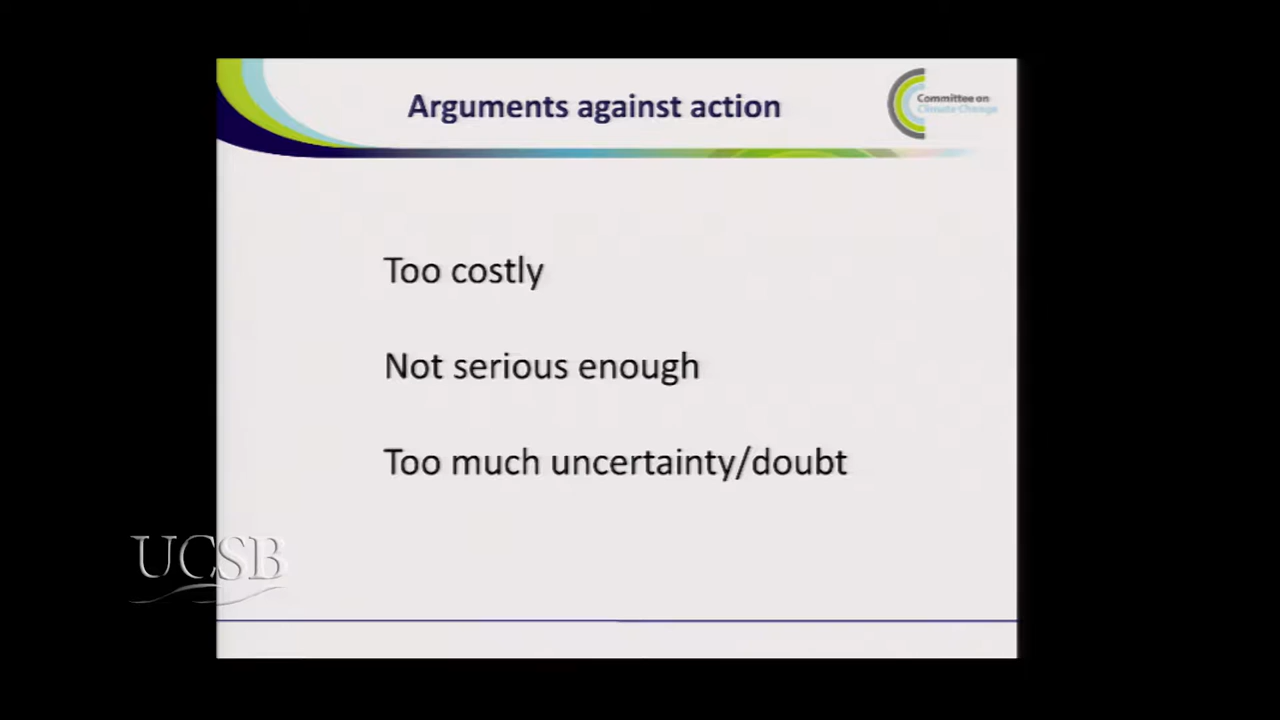 Arguments against action
Committee on
Climate Change
Too costly
Not serious enough
Too much uncertainty/doubt
UCSB